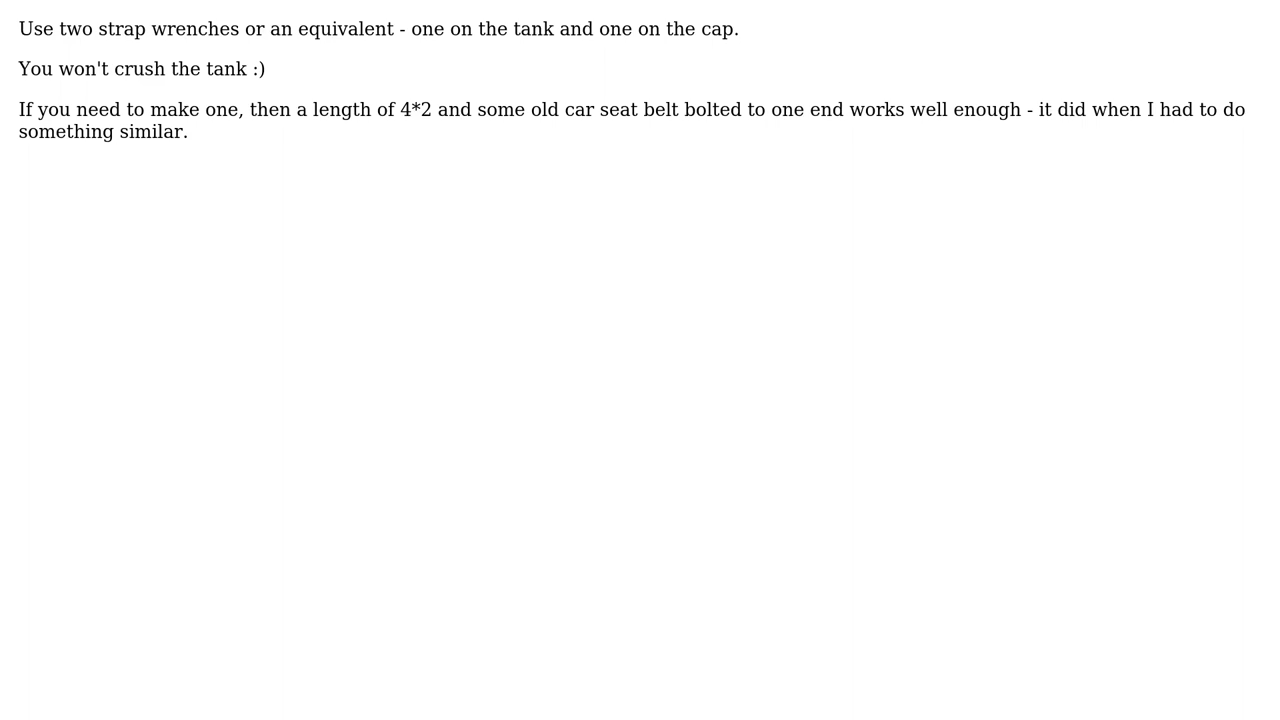 Use two strap wrenches or an equivalent - one on the tank and one on the cap.
You won't crush the tank :)
If you need to make one, then a length of 4*2 and some old car seat belt bolted to one end works well enough - it did when I had to do
something similar.